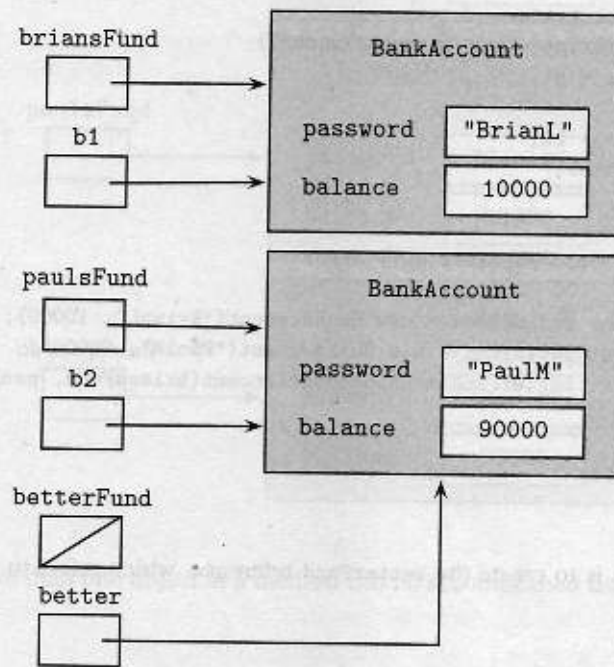 briansFund
BankAccount
password "BrianL"
b1
balance 10000
paulsFund
BankAccount
password "PaulM"
b2
balance 90000
betterFund
better